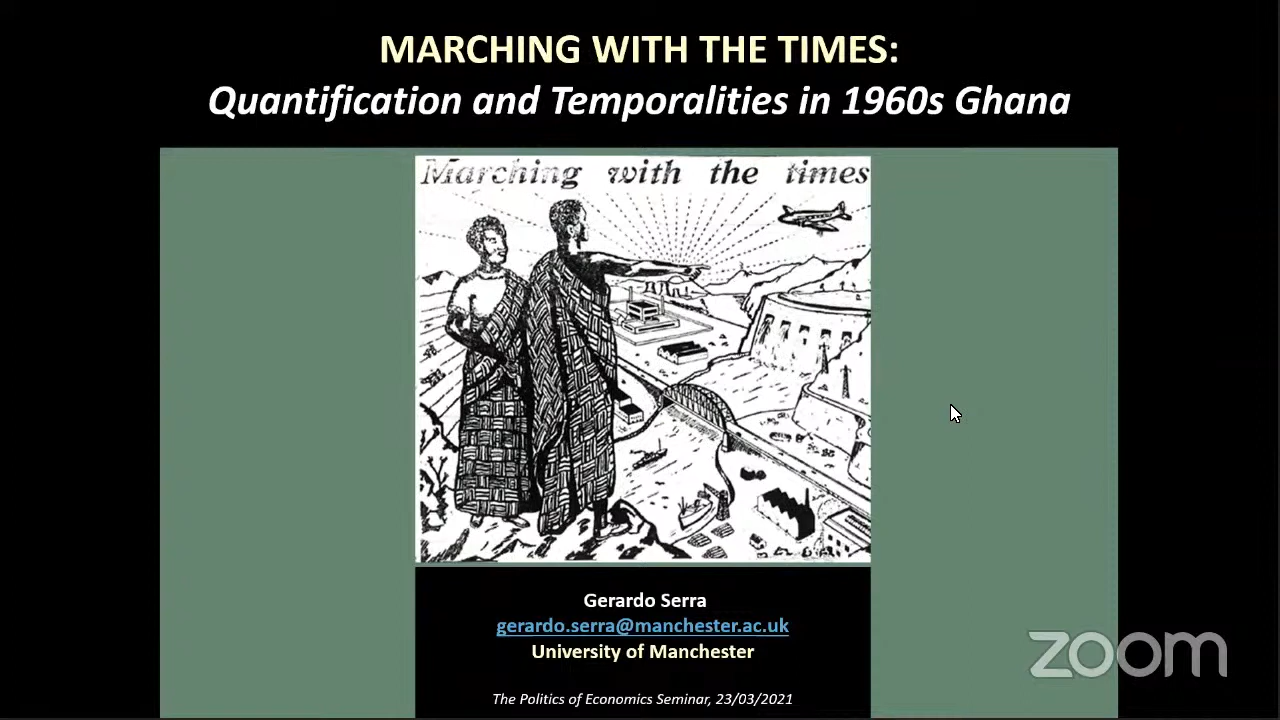 MARCHING WITH THE TIMES:
Quantification and Temporalities in 1960s Ghana
Marching with the times
Gerardo Serra
gerardo.serra@manchester.ac.uk
University of Manchester
The Politics of Economics Seminar, 23/03/2021
zoom